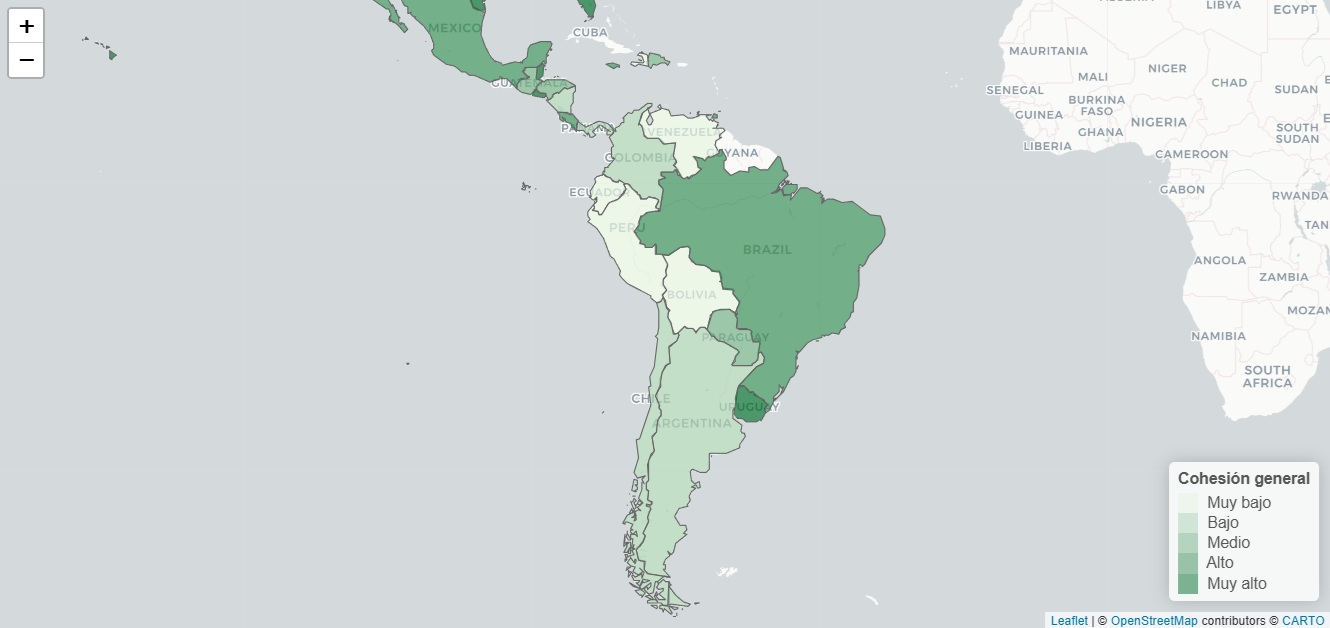 +
−
MEXICO
CUBA
GUATEMALA
PANAMA
VENEZUELA
GUYANA
COLOMBIA
ECUADOR
PERU
BRAZIL
BOLIVIA
PARAGUAY
CHILE
URUGUAY
ARGENTINA
LIBYA
EGYPT
MAURITANIA
MALI
NIGER
CHAD
SUDAN
SENEGAL
BURKINA
FASO
GUINEA
NIGERIA
GHANA
SOUTH
SUDAN
LIBERIA
CAMEROON
GABON
RWANDA
TAN
ANGOLA
ZAMBIA
MOZAM
NAMIBIA
SOUTH
AFRICA
Cohesión general
Muy bajo
Bajo
Medio
Alto
Muy alto
Leaflet | © OpenStreetMap contributors © CARTO